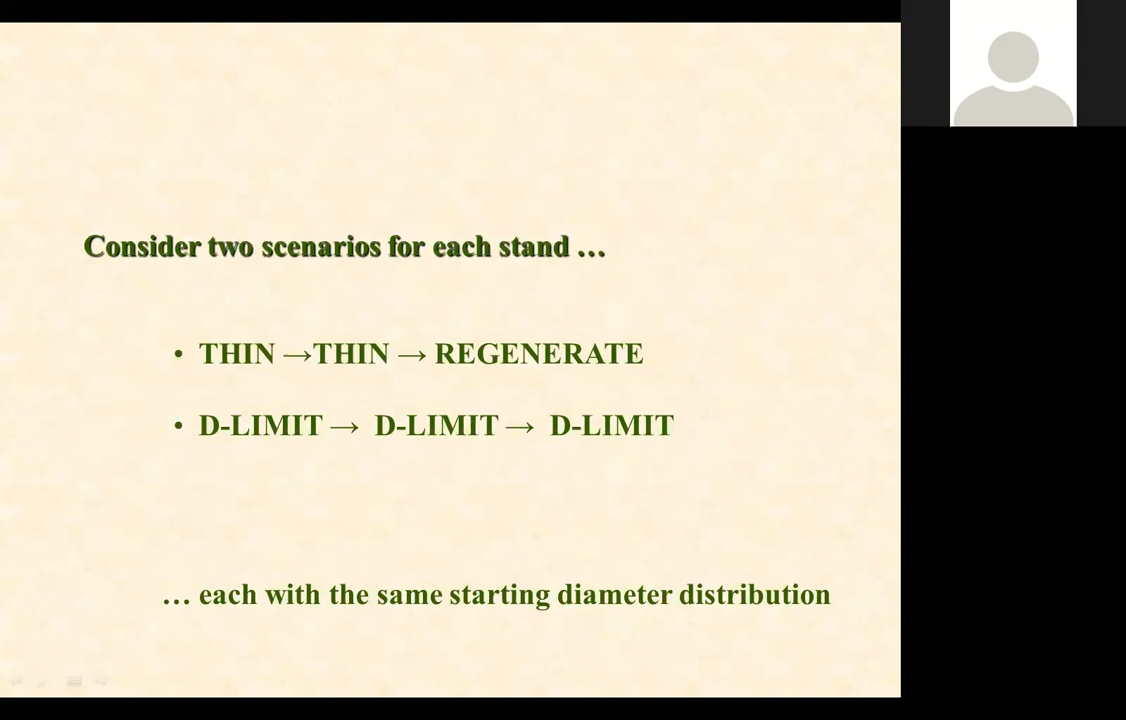 Consider two scenarios for each stand …
• THIN →THIN → REGENERATE
• D-LIMIT → D-LIMIT → D-LIMIT
… each with the same starting diameter distribution